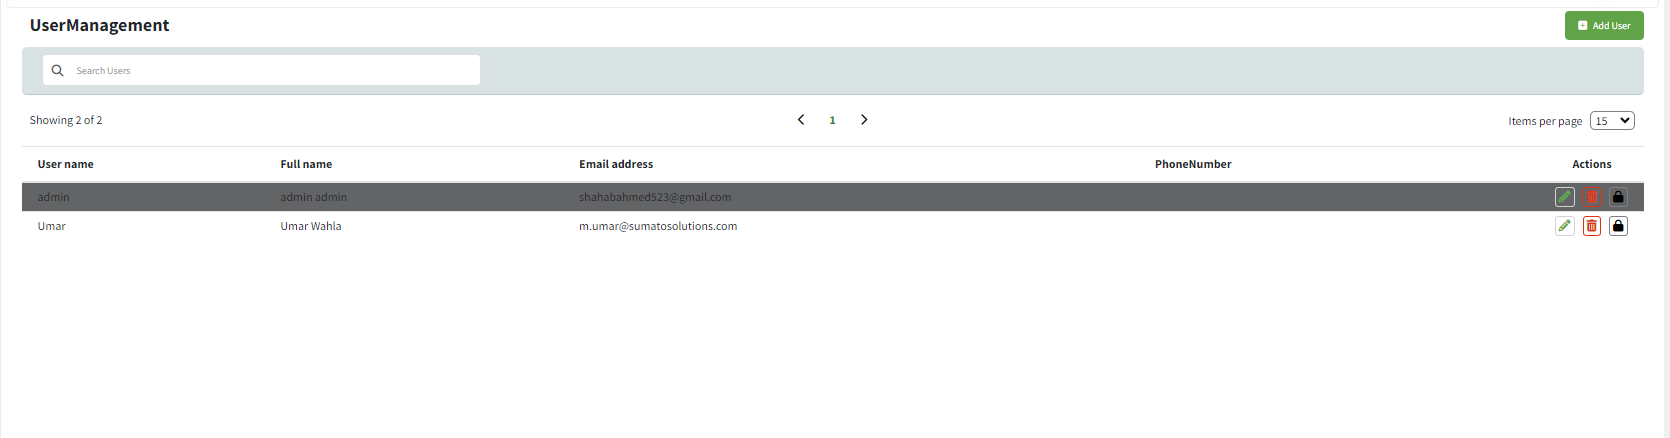 UserManagement
Add User
Search Users
Showing 2 of 2
1
Items per page 15
User name Full name Email address PhoneNumber Actions
admin admin admin shahabahmed523@gmail.com
Umar Umar Wahla m.umar@sumatosolutions.com